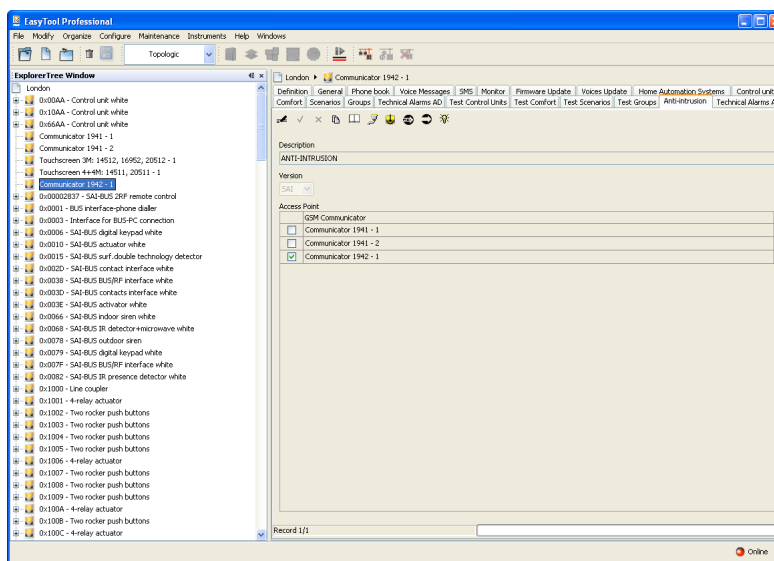 EasyTool Professional
File Modify Organize Configure Maintenance Instruments Help Windows
Topologic
ExplorerTree Window
London
0x00AA - Control unit white
0x10AA - Control unit white
0x66AA - Control unit white
Communicator 1941 - 1
Communicator 1941 - 2
Touchscreen 3M: 14512, 16952, 20512 - 1
Touchscreen 4+4M: 14511, 20511 - 1
Communicator 1942 - 1
0x00002837 - SAI-BUS 2RF remote control
0x0001 - BUS interface-phone dialler
0x0003 - Interface for BUS-PC connection
0x0006 - SAI-BUS digital keypad white
0x0010 - SAI-BUS actuator white
0x0015 - SAI-BUS surf.double technology detector
0x002D - SAI-BUS contact interface white
0x0038 - SAI-BUS BUS/RF interface white
0x003D - SAI-BUS contacts interface white
0x003E - SAI-BUS activator white
0x0066 - SAI-BUS indoor siren white
0x0068 - SAI-BUS IR detector+microwave white
0x0078 - SAI-BUS outdoor siren
0x0079 - SAI-BUS digital keypad white
0x007F - SAI-BUS BUS/RF interface white
0x0082 - SAI-BUS IR presence detector white
0x1000 - Line coupler
0x1001 - 4-relay actuator
0x1002 - Two rocker push buttons
0x1003 - Two rocker push buttons
0x1004 - Two rocker push buttons
0x1005 - Two rocker push buttons
0x1006 - 4-relay actuator
0x1007 - Two rocker push buttons
0x1008 - Two rocker push buttons
0x1009 - Two rocker push buttons
0x100A - 4-relay actuator
0x100B - Two rocker push buttons
0x100C - 4-relay actuator
London Communicator 1942 - 1
Definition General Phone book Voice Messages SMS Monitor Firmware Update Voices Update Home Automation Systems Control unit
Comfort Scenarios Groups Technical Alarms AD Test Control Units Test Comfort Test Scenarios Test Groups Anti-intrusion Technical Alarms A
Description
ANTI-INTRUSION
Version
SAI
Access Point
GSM Communicator
Communicator 1941 - 1
Communicator 1941 - 2
Communicator 1942 - 1
Record 1/1
Online